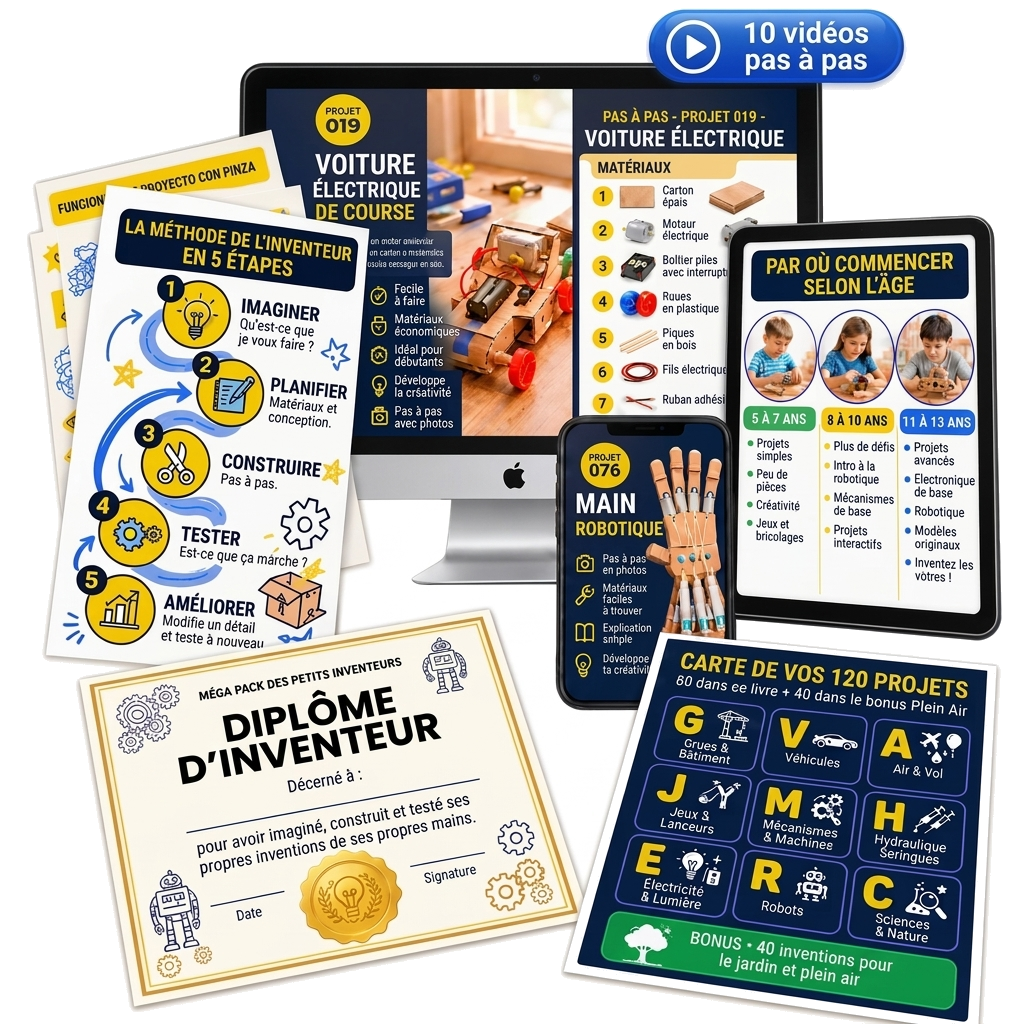 10 vidéos
pas à pas
PROJET
019
VOITURE
ÉLECTRIQUE
DE COURSE
Fecile
à faire
Matériaux
économiques
Idéal pour
débutants
Développe
la crśativité
Pas à pas
avec photos
PAS À PAS - PROJET 019 -
VOITURE ÉLECTRIQUE
MATÉRIAUX
1 Carton
épais
2 Motaur
électrique
3 Boltier piles
avec interrupt
4 Ruues
en plastique
5 Piques
en bois
6 Fils électrique
7 Ruban adhési
FUNCION
PROYECTO CON PINZA
LA MÉTHODE DE L'INVENTEUR
EN 5 ÉTAPES
1 IMAGINER
Qu'est-ce que
je voux faire ?
2 PLANIFIER
Matériaux et
conception.
3 CONSTRUIRE
Pas à pas.
4 TESTER
Est-ce que ça marche ?
5 AMÉLIORER
Modifie un détail
et teste à nouveau
PAR OÙ COMMENCER
SELON L'ÄGE
5 À 7 ANS
Projets
simples
Peu de
pièces
Créativité
Jeux et
bricolages
8 À 10 ANS
Plus de défis
Intro à la
robotique
Mécanismes
de base
Projets
interactifs
11 À 13 ANS
Projets
avancés
Electronique
de base
Robotique
Modèles
originaux
Inventez les
vôtres !
PROJET
076
MAIN
ROBOTIQUE
Pas à pas
en photos
Matériaux
faciles
à trouver
Explication
snhple
Dévelope
ta créativit
MÉGA PACK DES PETITS INVENTEURS
DIPLÔME
D'INVENTEUR
Décerné à :
pour avoir imaginé, construit et testé ses
propres inventions de ses propres mains.
Date
Signature
CARTE DE VOS 120 PROJETS
80 dans ce livre + 40 dans le bonus Plein Air
G
Grues &
Bâtiment
V
Véhicules
A
Air & Vol
J
Jeux &
Lanceurs
M
Mécanismes
& Machines
H
Hydraulique
Seringues
E
Électricité
& Lumière
R
Robots
C
Sciences
& Nature
BONUS • 40 inventions pour
le jardin et plein air